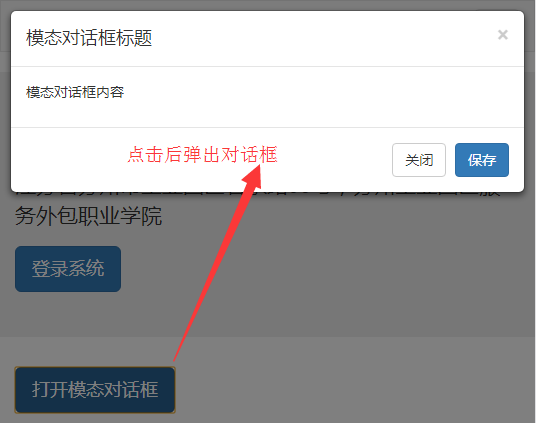 模态对话框标题
×
模态对话框内容
点击后弹出对话框
关闭
保存
务外包职业学院
登录系统
打开模态对话框